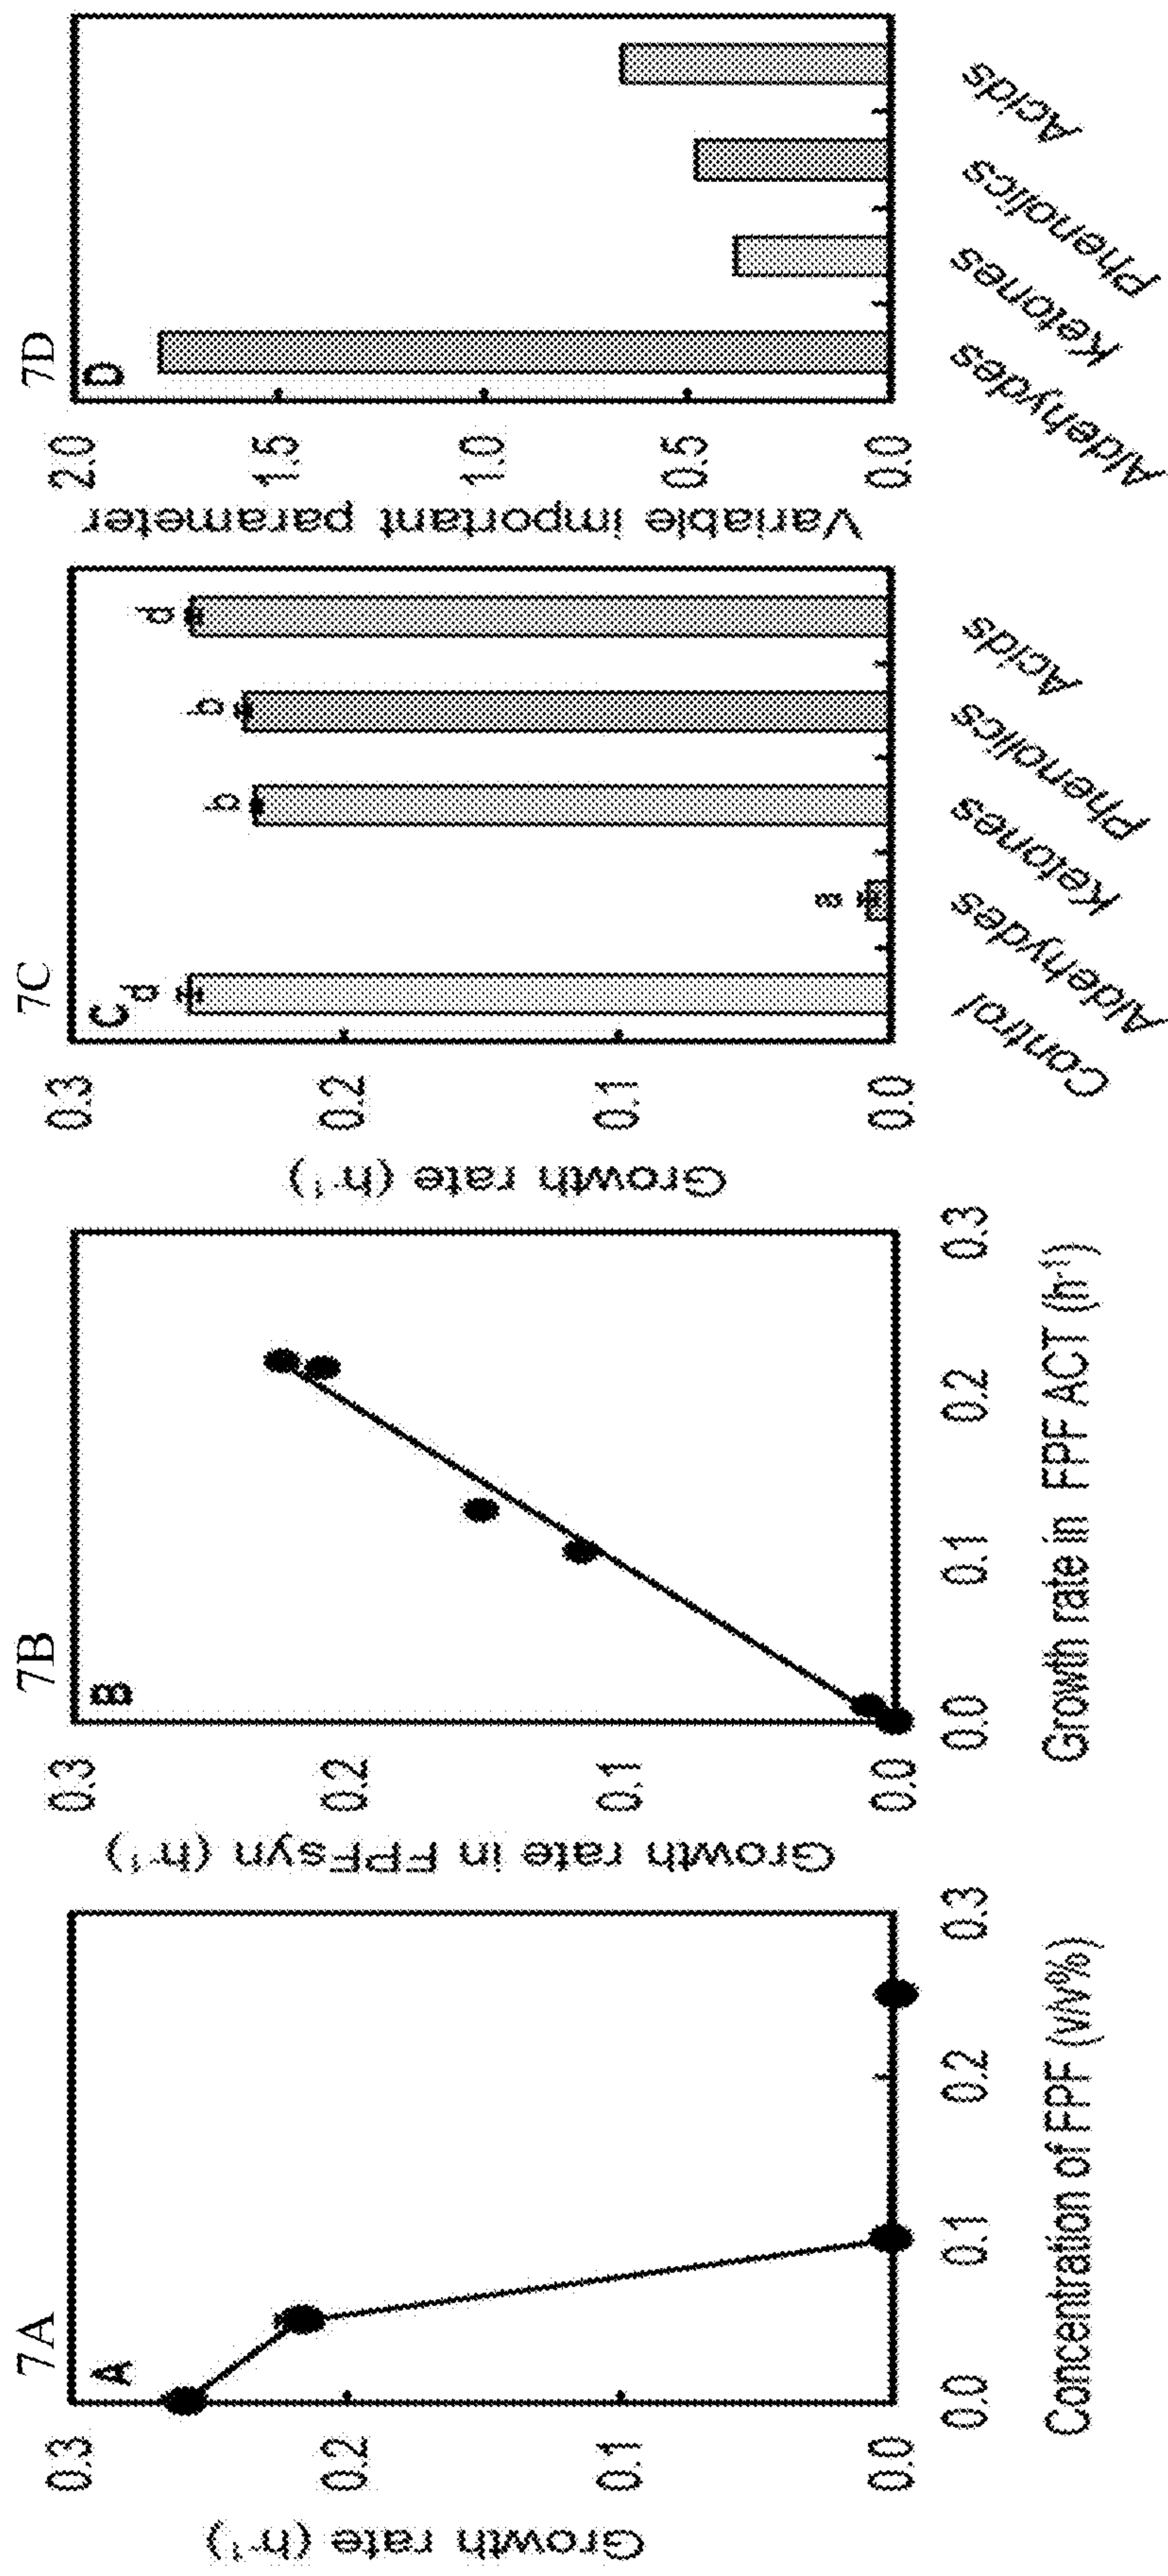 7A
A
Growth rate (h⁻¹)
0.3
0.2
0.1
0.0
0.0 0.1 0.2 0.3
Concentration of FPF (v/v%)
7B
B
Growth rate in FPFsyn (h⁻¹)
0.3
0.2
0.1
0.0
0.0 0.1 0.2 0.3
Growth rate in FPF ACT (h⁻¹)
7C
C
Growth rate (h⁻¹)
0.3
0.2
0.1
0.0
d a b b d
Control
Aldehydes
Ketones
Phenolics
Acids
7D
D
Variable important parameter
2.0
1.5
1.0
0.5
0.0
Aldehydes
Ketones
Phenolics
Acids